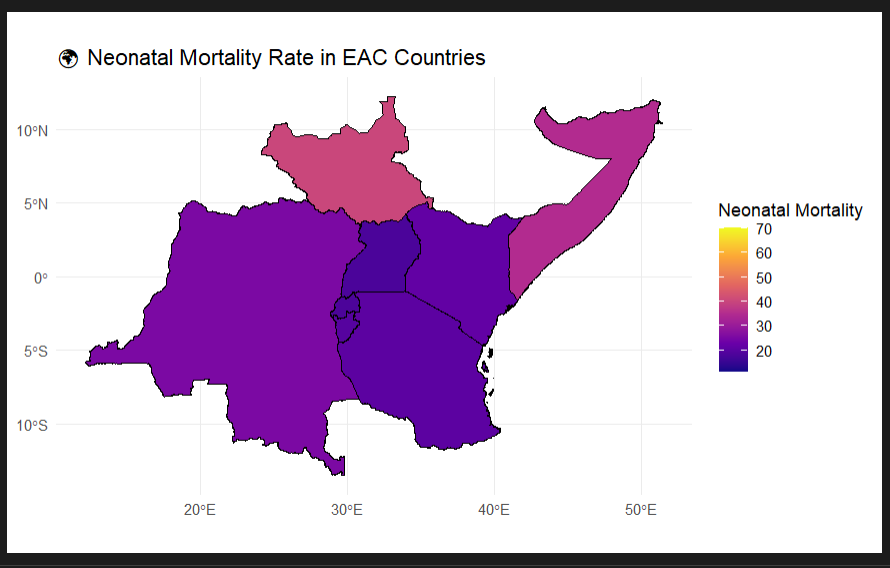 🌍 Neonatal Mortality Rate in EAC Countries
10°N
5°N
0°
5°S
10°S
20°E
30°E
40°E
50°E
Neonatal Mortality
70
60
50
40
30
20